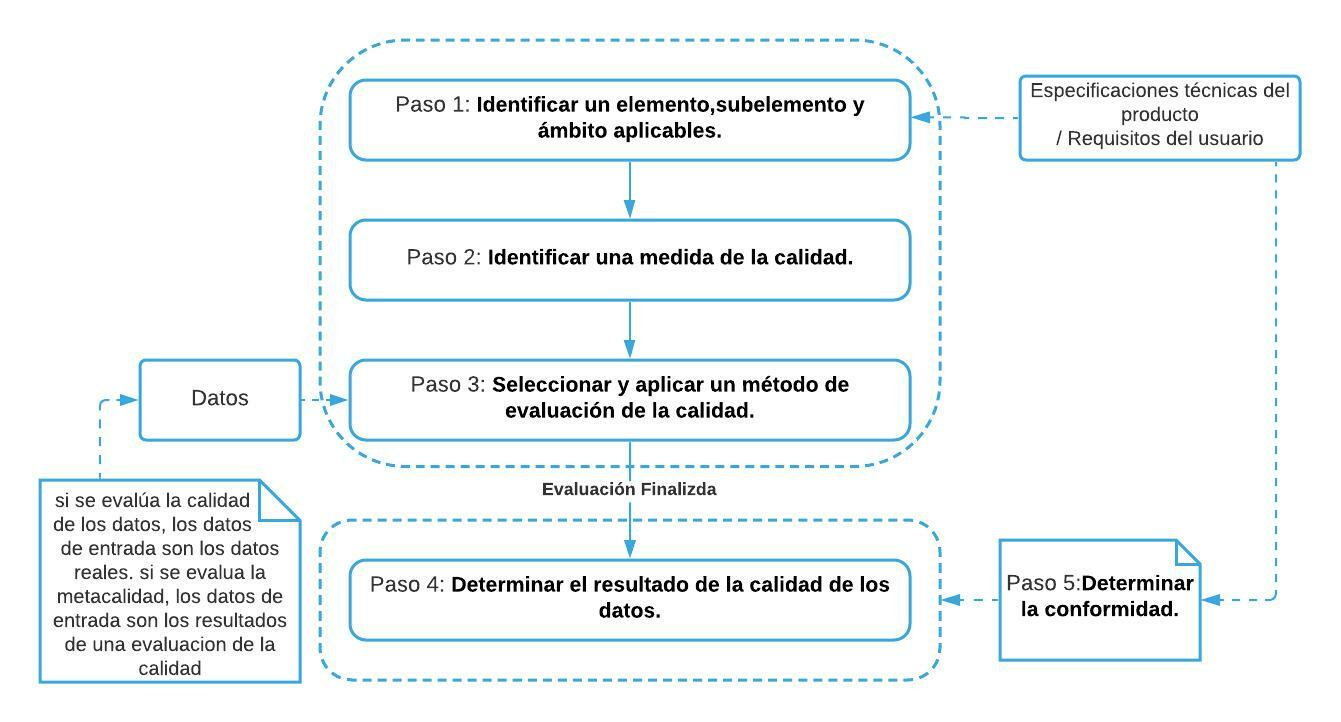 Paso 1: Identificar un elemento,subelemento y
ámbito aplicables.
Especificaciones técnicas del
producto
/ Requisitos del usuario
Paso 2: Identificar una medida de la calidad.
Datos
Paso 3: Seleccionar y aplicar un método de
evaluación de la calidad.
Evaluación Finalizda
si se evalúa la calidad
de los datos, los datos
de entrada son los datos
reales. si se evalua la
metacalidad, los datos de
entrada son los resultados
de una evaluacion de la
calidad
Paso 4: Determinar el resultado de la calidad de los
datos.
Paso 5:Determinar
la conformidad.